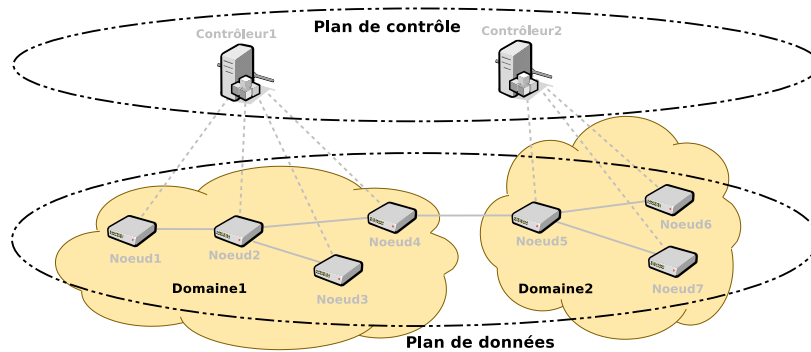 Plan de contrôle
Contrôleur1
Contrôleur2
Noeud1
Noeud2
Noeud3
Noeud4
Noeud5
Noeud6
Noeud7
Domaine1
Domaine2
Plan de données